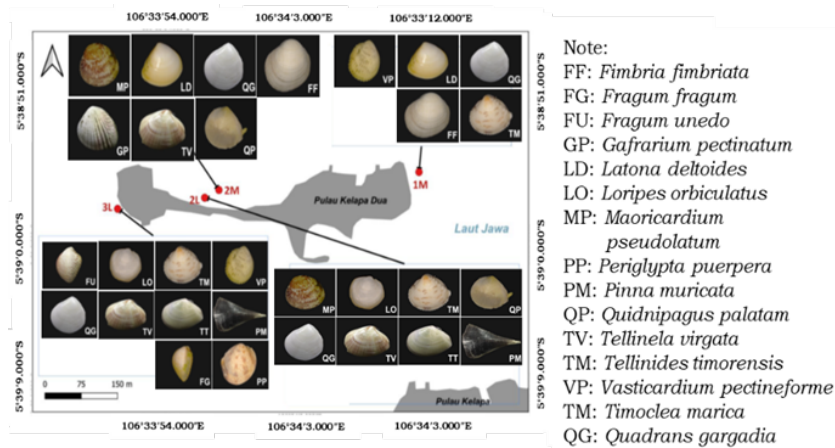 106°33'54.000"E 106°34'3.000"E 106°33'12.000"E
5°38'51.000"S
5°38'51.000"S
MP LD QG FF
GP TV QP
VP LD QG
FF TM
3L 2L 2M 1M
Pulau Kelapa Dua
Laut Jawa
5°39'0.000"S
5°39'0.000"S
FU LO TM VP
QG TV TT PM
FG PP
MP LO TM QP
QG TV TT PM
5°39'9.000"S
5°39'9.000"S
0 75 150 m
Pulau Kelapa
106°33'54.000"E 106°34'3.000"E 106°34'3.000"E
Note:
FF: Fimbria fimbriata
FG: Fragum fragum
FU: Fragum unedo
GP: Gafrarium pectinatum
LD: Latona deltoides
LO: Loripes orbiculatus
MP: Maoricardium
pseudolatum
PP: Periglypta puerpera
PM: Pinna muricata
QP: Quidnipagus palatam
TV: Tellinela virgata
TM: Tellinides timorensis
VP: Vasticardium pectineforme
TM: Timoclea marica
QG: Quadrans gargadia